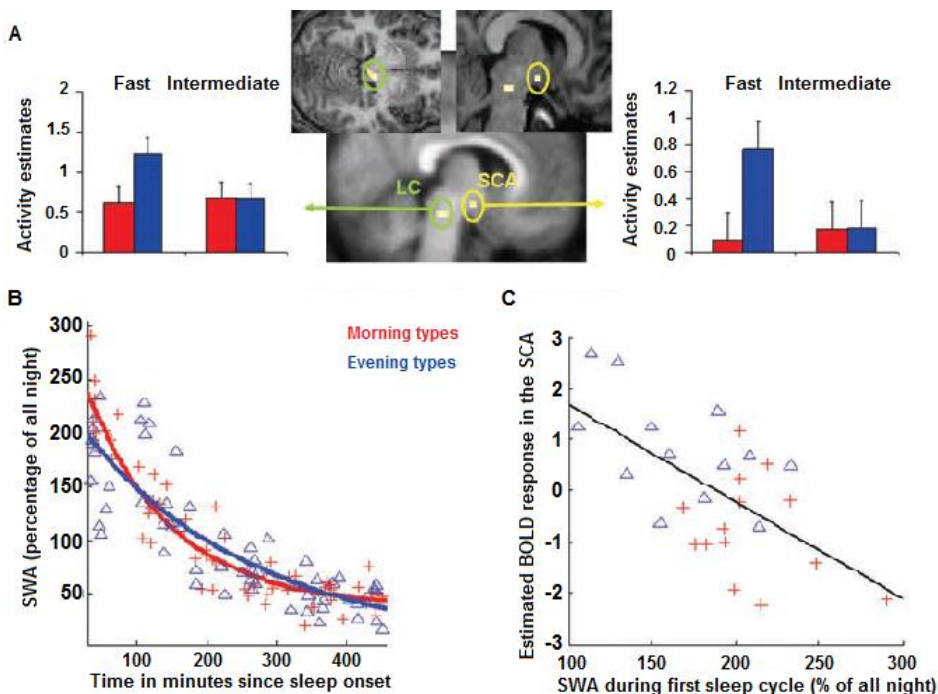 A
Fast Intermediate
Activity estimates
2
1.5
1
0.5
0
LC
SCA
Fast Intermediate
Activity estimates
1
0.8
0.6
0.4
0.2
0
B
SWA (percentage of all night)
300
250
200
150
100
50
Morning types
Evening types
100 200 300 400
Time in minutes since sleep onset
C
Estimated BOLD response in the SCA
3
2
1
0
-1
-2
-3
100 150 200 250 300
SWA during first sleep cycle (% of all night)